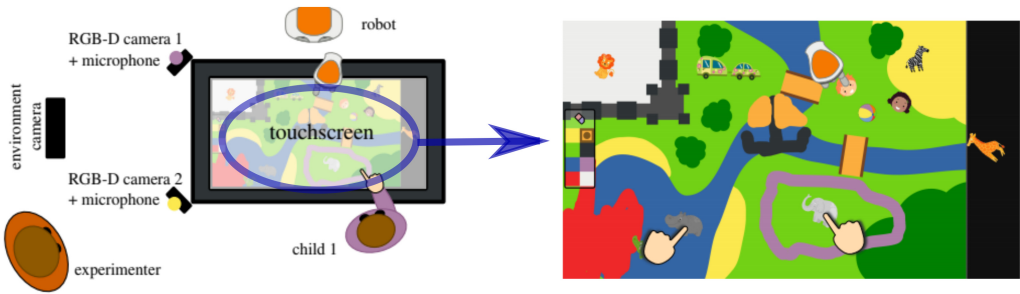 robot
RGB-D camera 1
+ microphone
environment
camera
touchscreen
RGB-D camera 2
+ microphone
child 1
experimenter